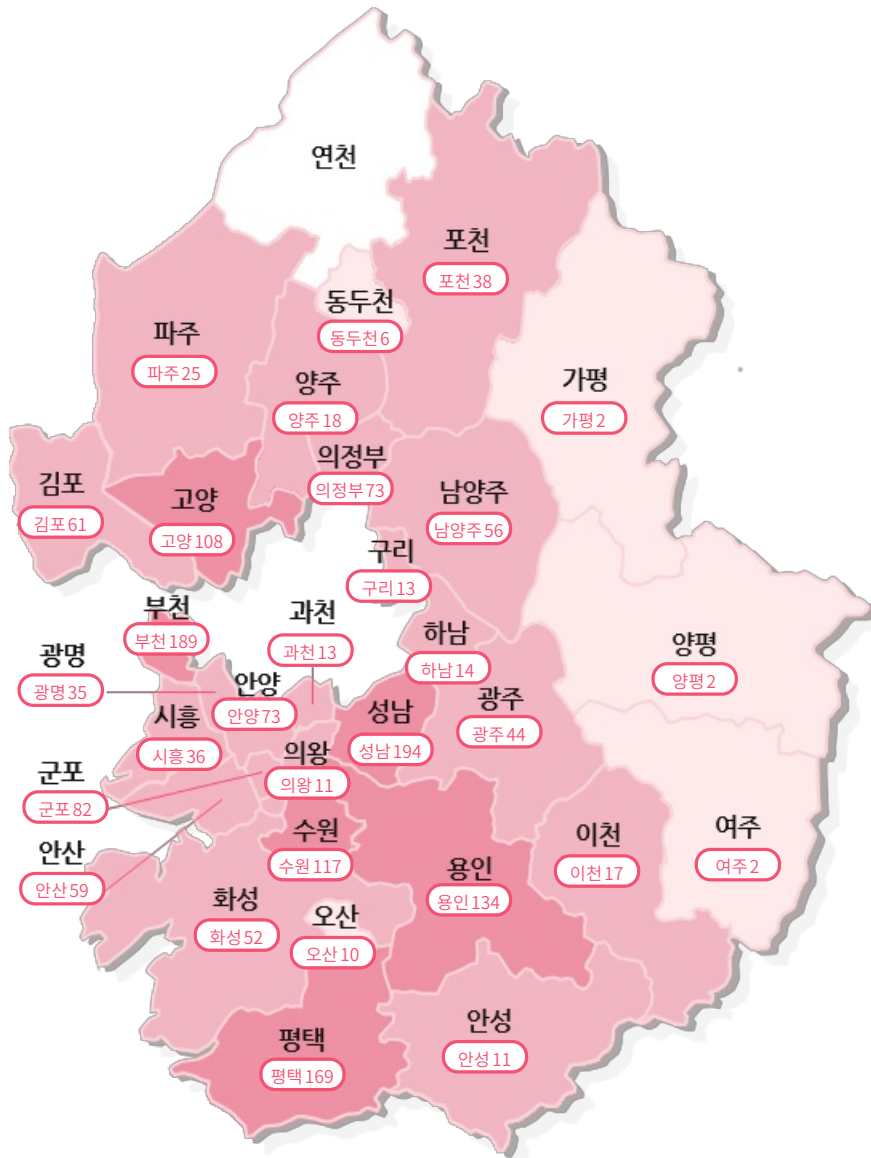 연천
포천
포천38
동두천
동두천6
파주
파주25
양주
양주18
가평
가평2
의정부
의정부73
김포
김포61
고양
고양108
남양주
남양주56
구리
구리13
부천
부천189
과천
과천13
하남
하남14
양평
양평2
광명
광명35
안양
안양73
시흥
시흥36
성남
성남194
광주
광주44
의왕
의왕11
군포
군포82
수원
수원117
이천
이천17
여주
여주2
안산
안산59
용인
용인134
화성
화성52
오산
오산10
안성
안성11
평택
평택169